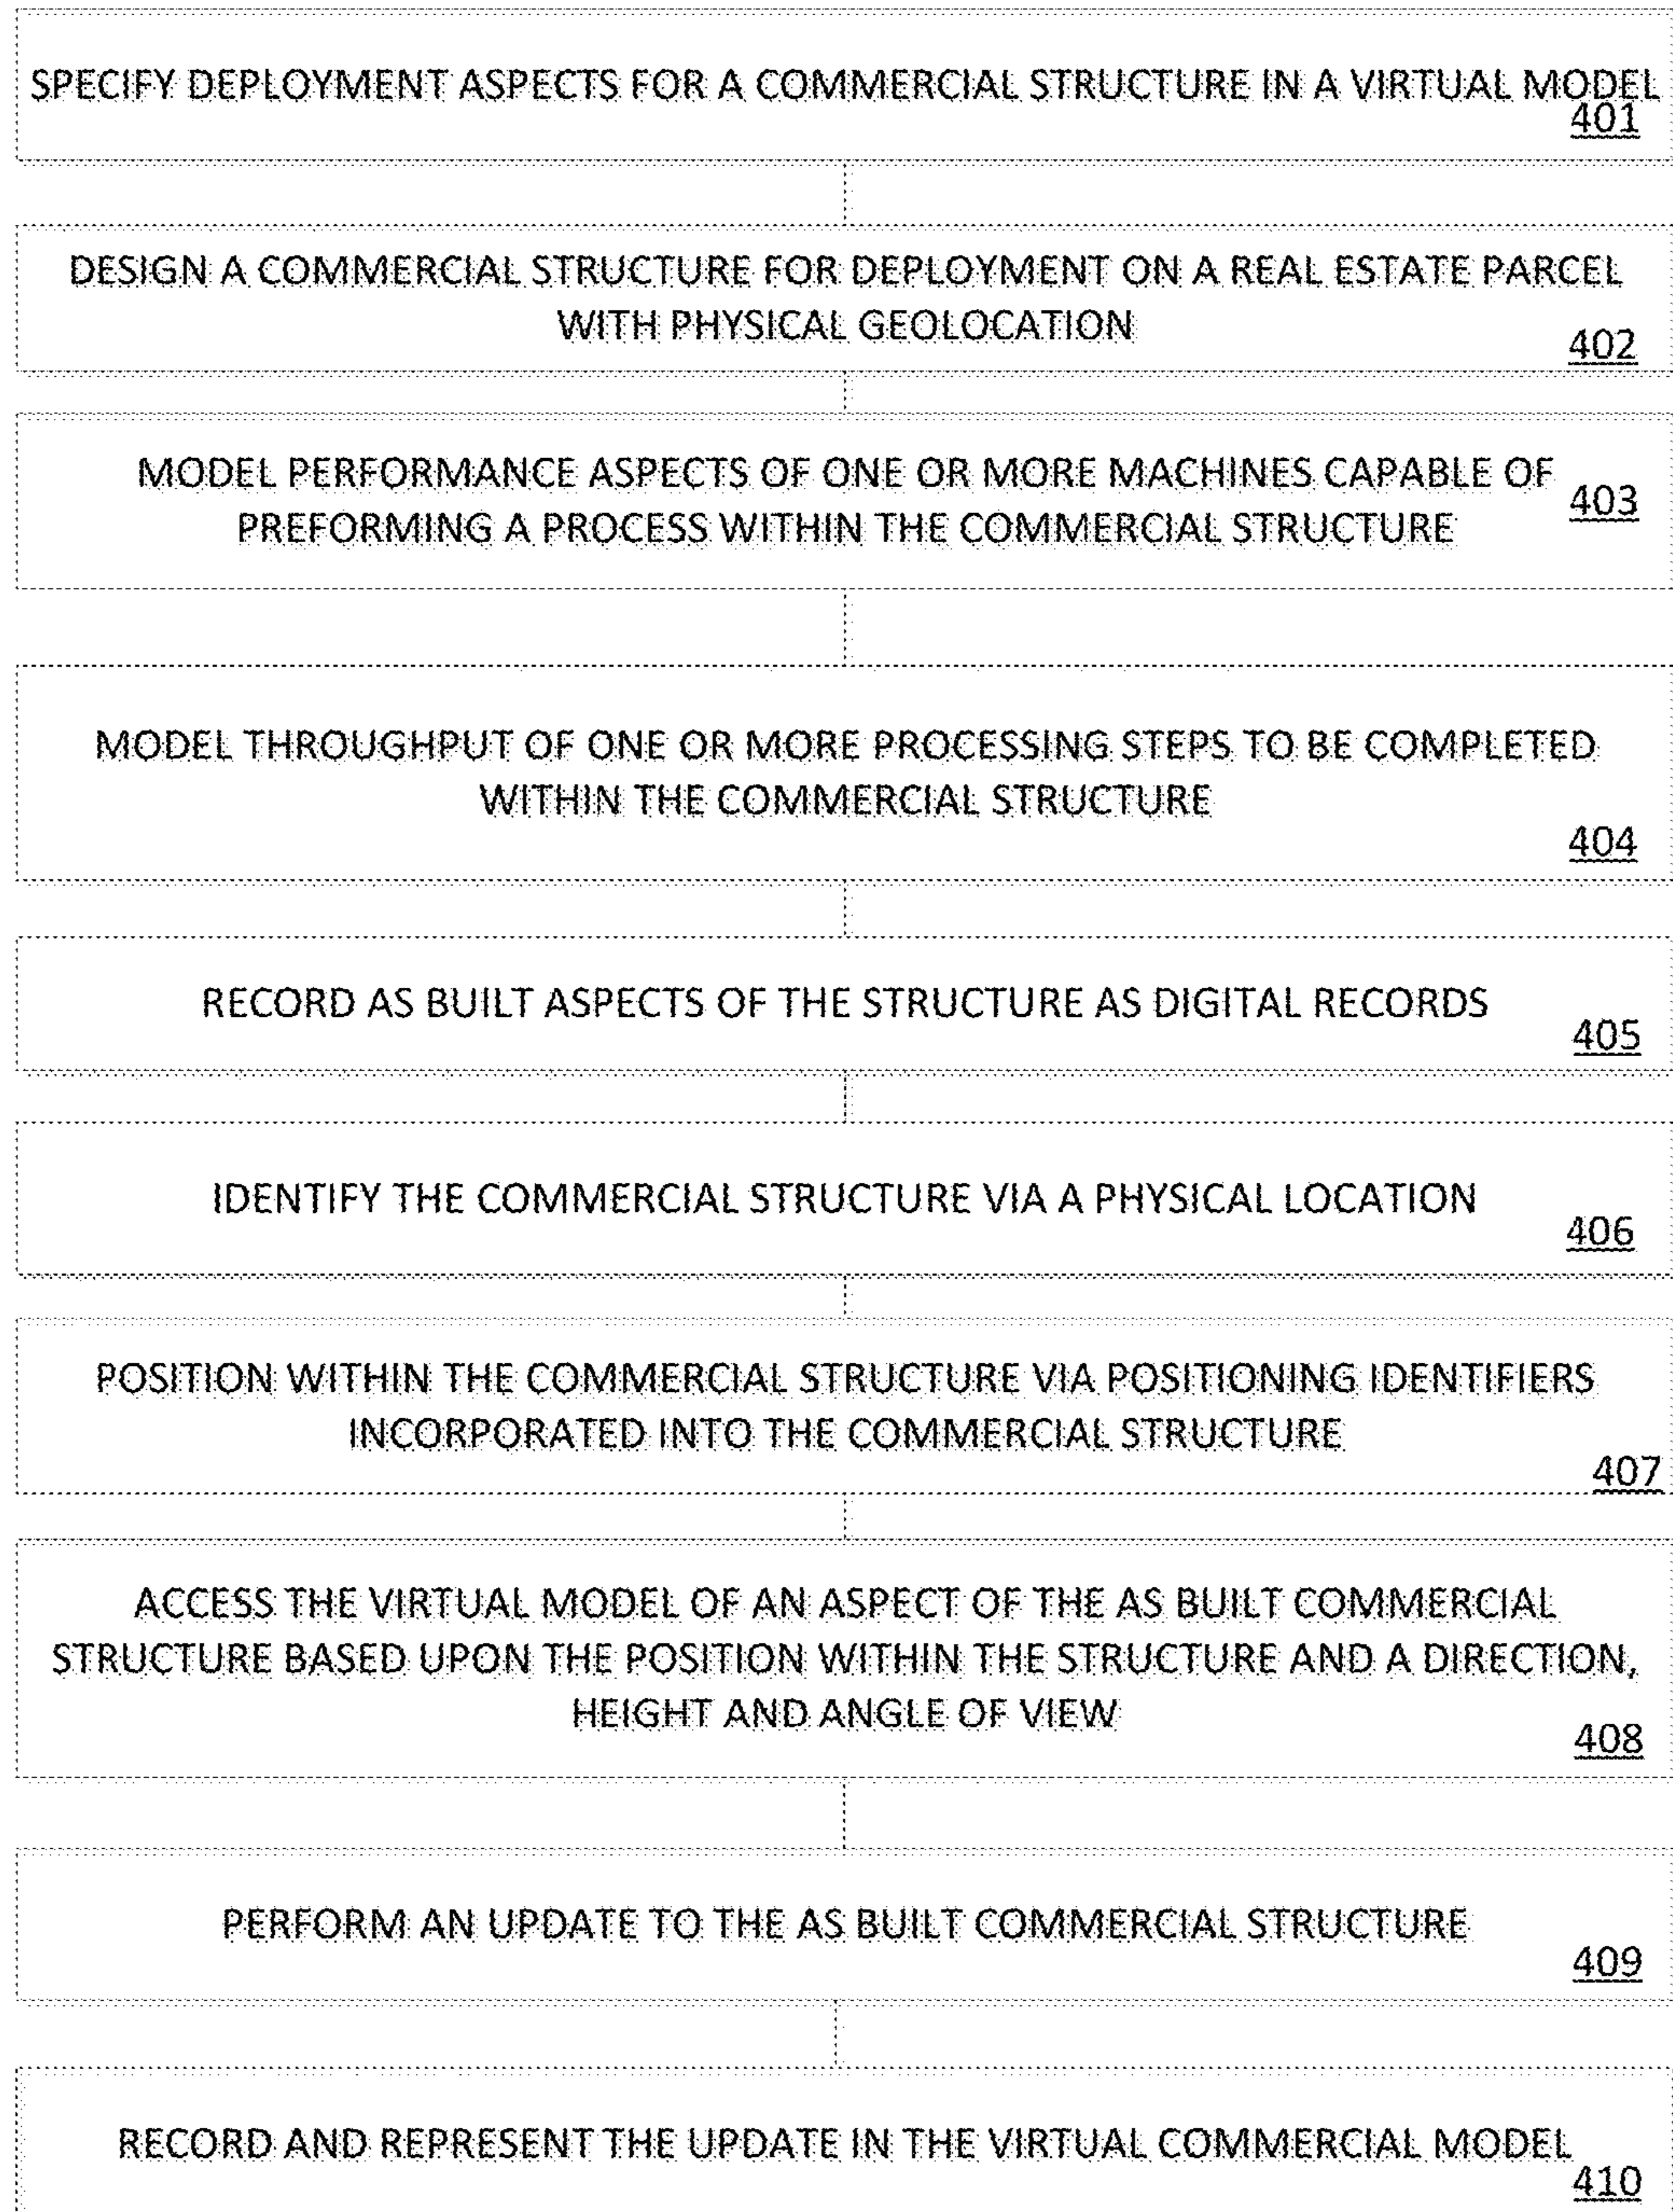 SPECIFY DEPLOYMENT ASPECTS FOR A COMMERCIAL STRUCTURE IN A VIRTUAL MODEL
401
DESIGN A COMMERCIAL STRUCTURE FOR DEPLOYMENT ON A REAL ESTATE PARCEL
WITH PHYSICAL GEOLOCATION
402
MODEL PERFORMANCE ASPECTS OF ONE OR MORE MACHINES CAPABLE OF
403
PREFORMING A PROCESS WITHIN THE COMMERCIAL STRUCTURE
MODEL THROUGHPUT OF ONE OR MORE PROCESSING STEPS TO BE COMPLETED
WITHIN THE COMMERCIAL STRUCTURE
404
RECORD AS BUILT ASPECTS OF THE STRUCTURE AS DIGITAL RECORDS
405
IDENTIFY THE COMMERCIAL STRUCTURE VIA A PHYSICAL LOCATION
406
POSITION WITHIN THE COMMERCIAL STRUCTURE VIA POSITIONING IDENTIFIERS
INCORPORATED INTO THE COMMERCIAL STRUCTURE
407
ACCESS THE VIRTUAL MODEL OF AN ASPECT OF THE AS BUILT COMMERCIAL
STRUCTURE BASED UPON THE POSITION WITHIN THE STRUCTURE AND A DIRECTION,
HEIGHT AND ANGLE OF VIEW
408
PERFORM AN UPDATE TO THE AS BUILT COMMERCIAL STRUCTURE
409
RECORD AND REPRESENT THE UPDATE IN THE VIRTUAL COMMERCIAL MODEL
410